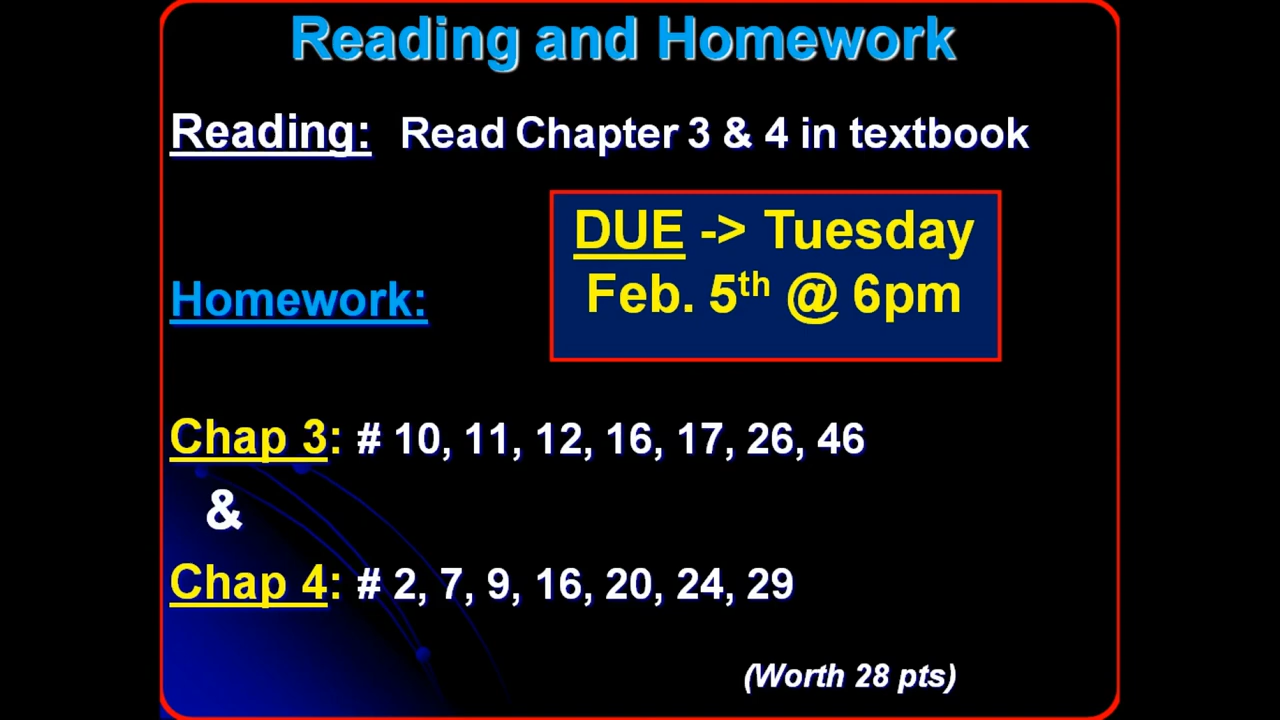 Reading and Homework
Reading: Read Chapter 3 & 4 in textbook
DUE -> Tuesday
Feb. 5th @ 6pm
Homework:
Chap 3: # 10, 11, 12, 16, 17, 26, 46
&
Chap 4: # 2, 7, 9, 16, 20, 24, 29
(Worth 28 pts)